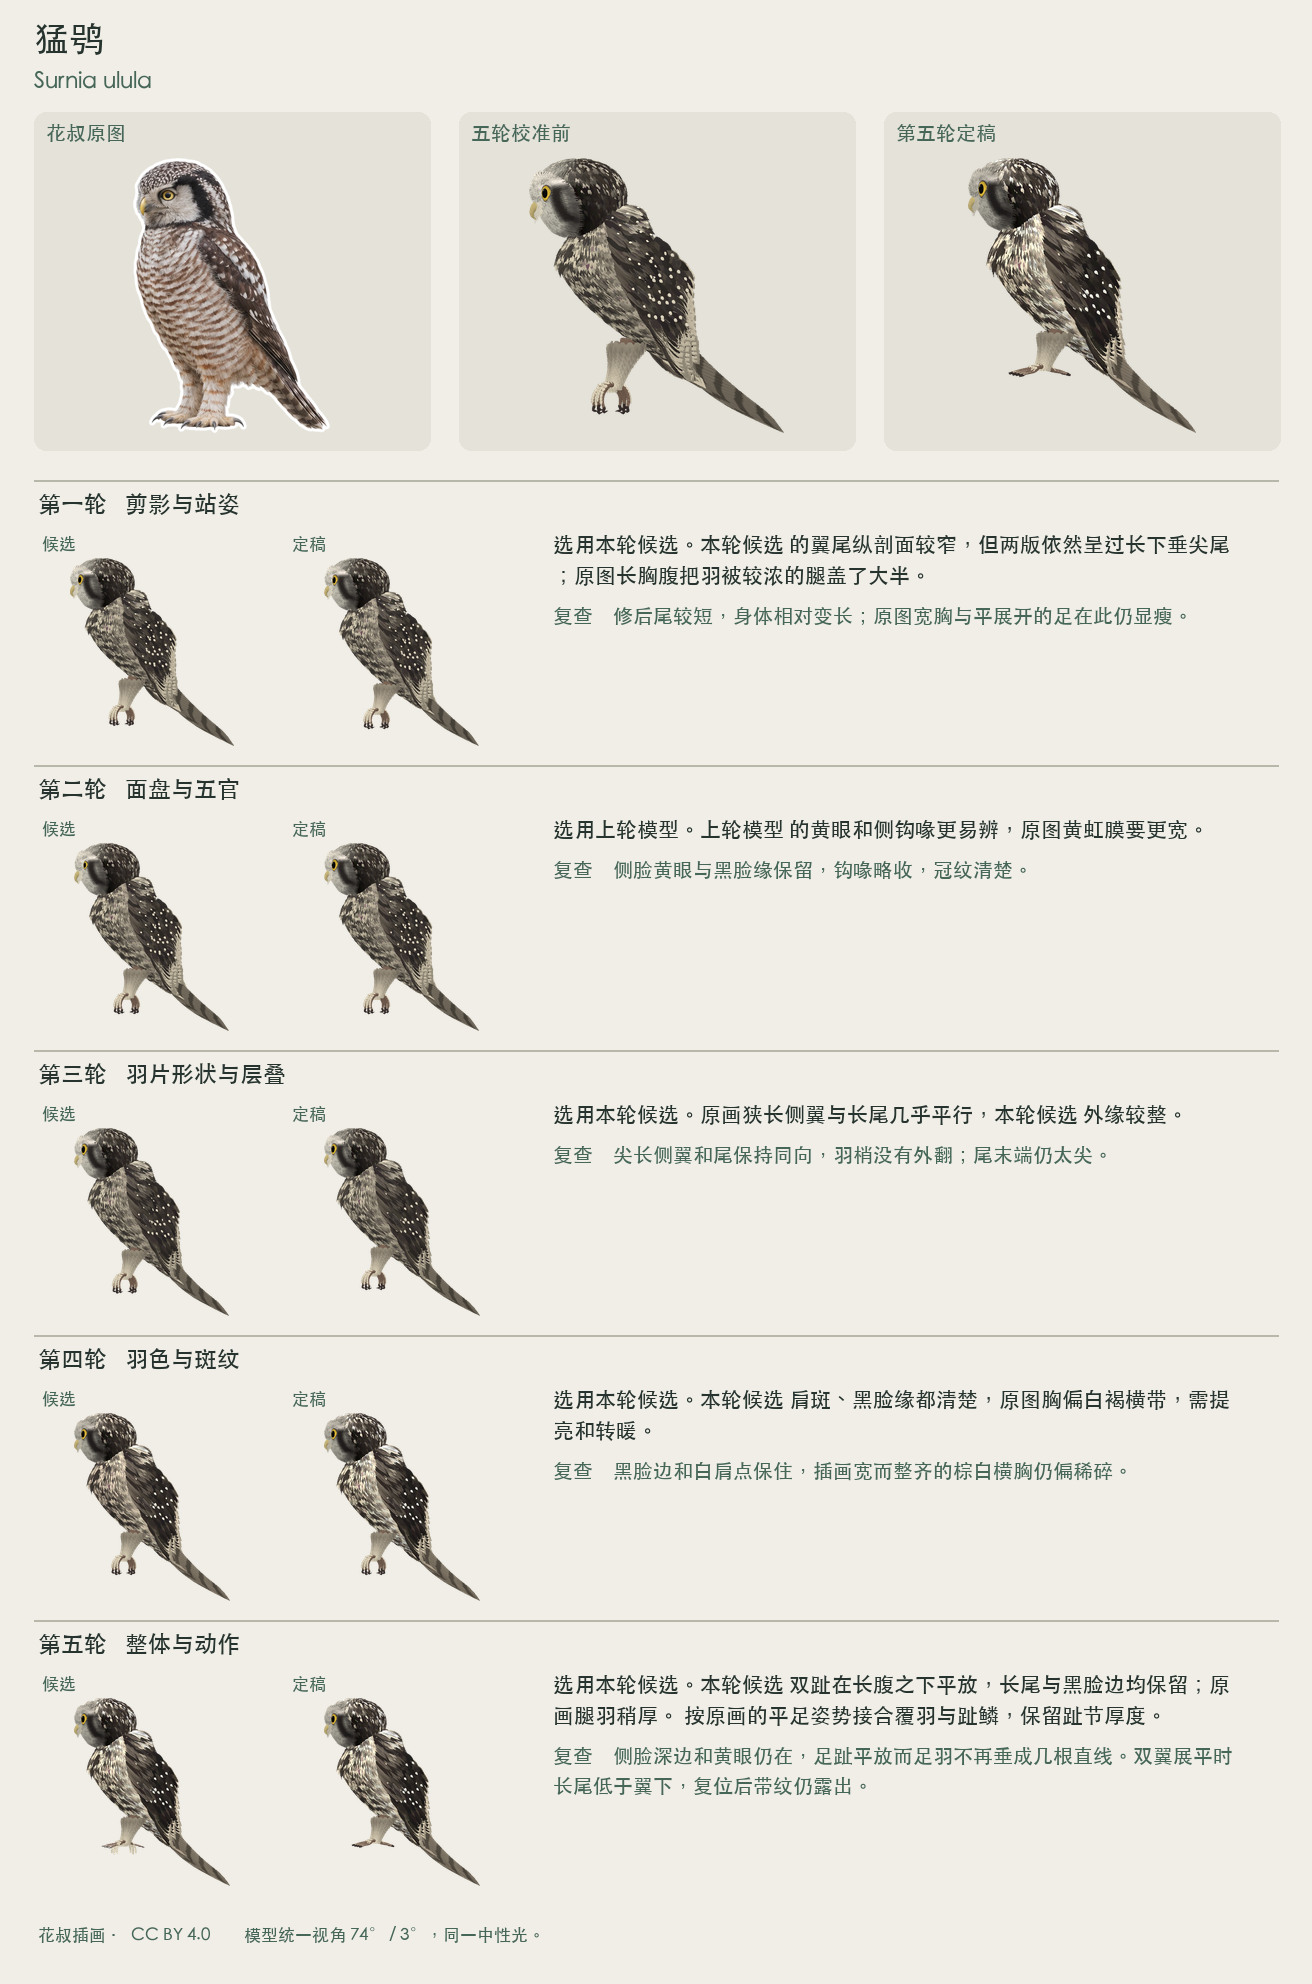 猛鸮
Surnia ulula
花叔原图
五轮校准前
第五轮定稿
第一轮 剪影与站姿
候选
定稿
选用本轮候选。本轮候选 的翼尾纵剖面较窄，但两版依然呈过长下垂尖尾
；原图长胸腹把羽被较浓的腿盖了大半。
复查 修后尾较短，身体相对变长；原图宽胸与平展开的足在此仍显瘦。
第二轮 面盘与五官
候选
定稿
选用上轮模型。上轮模型 的黄眼和侧钩喙更易辨，原图黄虹膜要更宽。
复查 侧脸黄眼与黑脸缘保留，钩喙略收，冠纹清楚。
第三轮 羽片形状与层叠
候选
定稿
选用本轮候选。原画狭长侧翼与长尾几乎平行，本轮候选 外缘较整。
复查 尖长侧翼和尾保持同向，羽梢没有外翻；尾末端仍太尖。
第四轮 羽色与斑纹
候选
定稿
选用本轮候选。本轮候选 肩斑、黑脸缘都清楚，原图胸偏白褐横带，需提
亮和转暖。
复查 黑脸边和白肩点保住，插画宽而整齐的棕白横胸仍偏稀碎。
第五轮 整体与动作
候选
定稿
选用本轮候选。本轮候选 双趾在长腹之下平放，长尾与黑脸边均保留；原
画腿羽稍厚。 按原画的平足姿势接合覆羽与趾鳞，保留趾节厚度。
复查 侧脸深边和黄眼仍在，足趾平放而足羽不再垂成几根直线。双翼展平时
长尾低于翼下，复位后带纹仍露出。
花叔插画 · CC BY 4.0 模型统一视角 74° / 3° ，同一中性光。